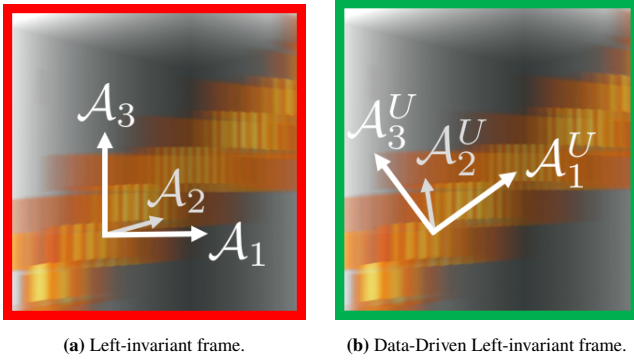 𝒜₃
𝒜₂
𝒜₁
𝒜₃ᵁ
𝒜₂ᵁ
𝒜₁ᵁ
(a) Left-invariant frame.
(b) Data-Driven Left-invariant frame.